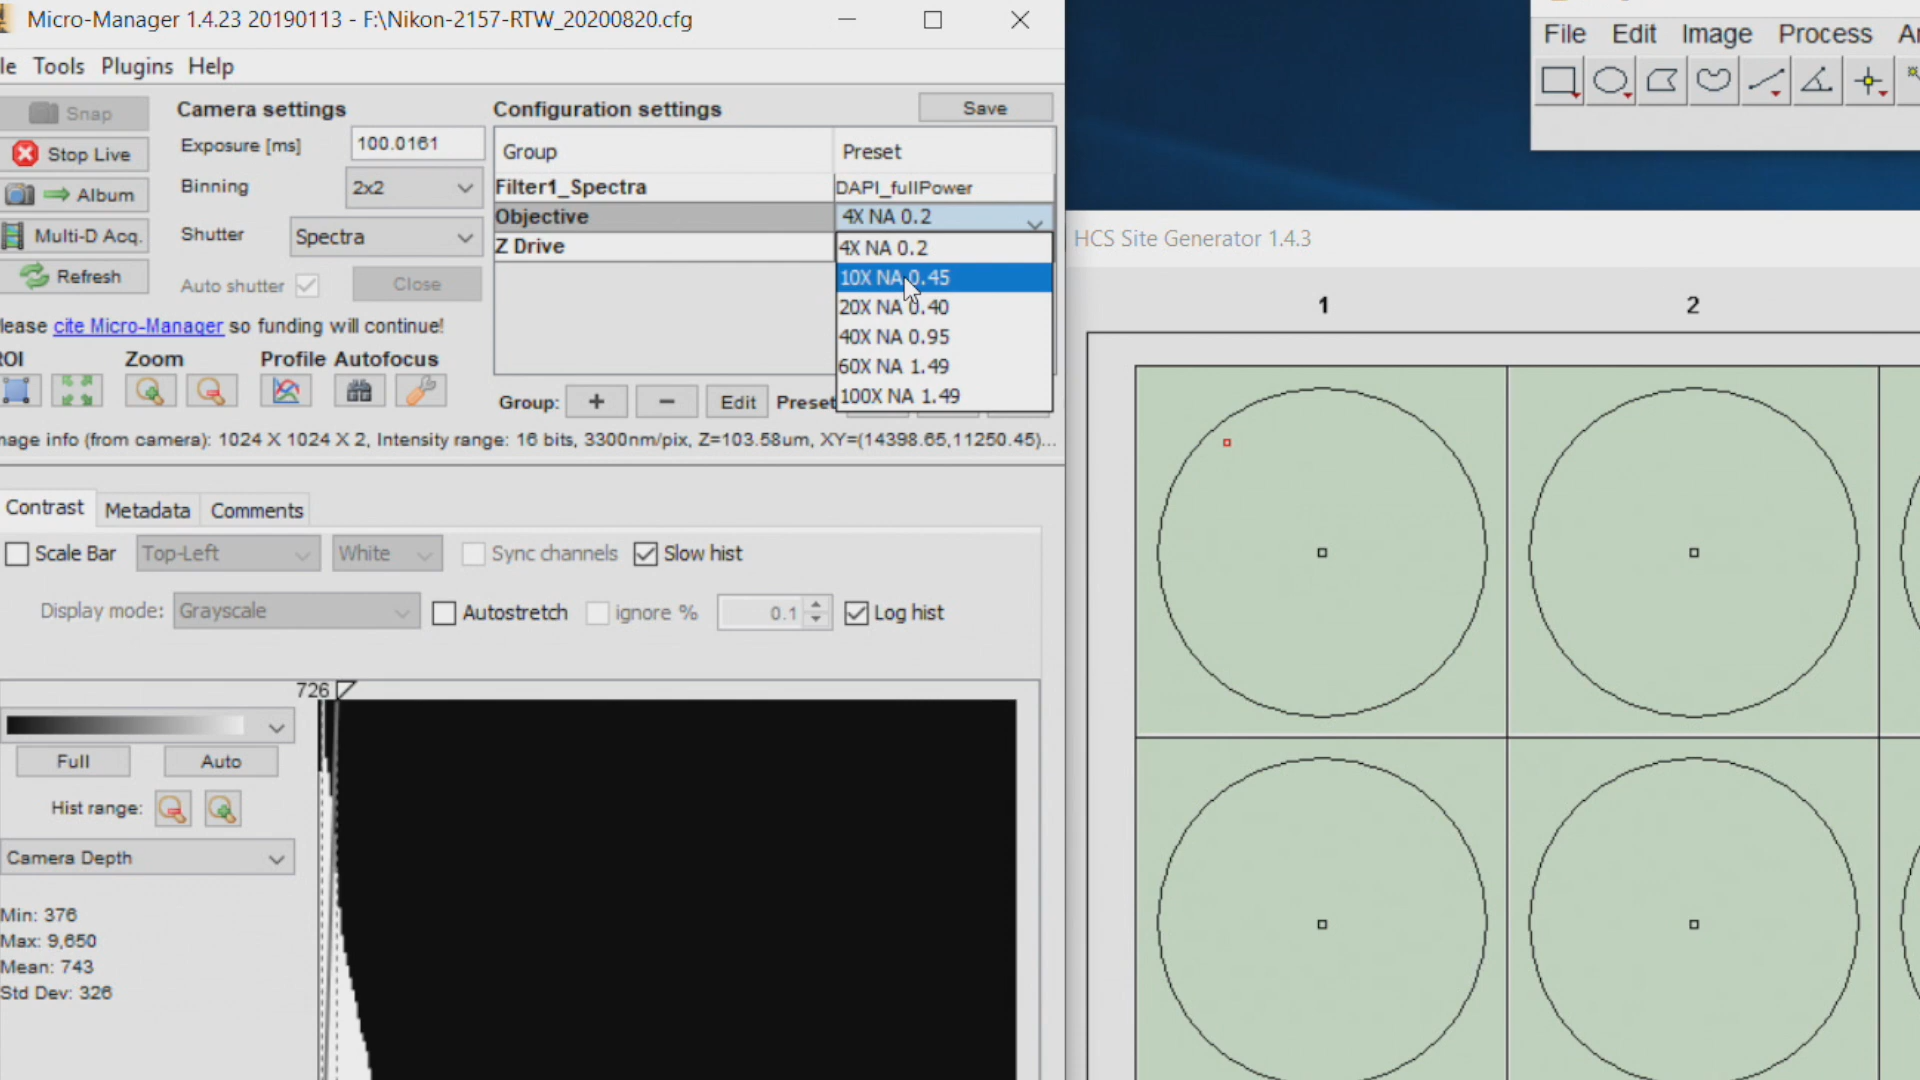 Micro-Manager 1.4.23 20190113 - F:\Nikon-2157-RTW_20200820.cfg
le Tools Plugins Help
Snap
Stop Live
Album
Multi-D Acq.
Refresh
Camera settings
Exposure [ms] 100.0161
Binning 2x2
Shutter Spectra
Auto shutter Close
Configuration settings Save
Group Preset
Filter1_Spectra DAPI_fullPower
Objective 4X NA 0.2
Z Drive
4X NA 0.2
10X NA 0.45
20X NA 0.40
40X NA 0.95
60X NA 1.49
100X NA 1.49
lease cite Micro-Manager so funding will continue!
ROI Zoom Profile Autofocus
Group: + - Edit Preset
mage info (from camera): 1024 X 1024 X 2, Intensity range: 16 bits, 3300nm/pix, Z=103.58um, XY=(14398.65,11250.45)...
Contrast Metadata Comments
Scale Bar Top-Left White Sync channels Slow hist
Display mode: Grayscale Autostretch ignore % 0.1 Log hist
726
Full Auto
Hist range:
Camera Depth
Min: 376
Max: 9,650
Mean: 743
Std Dev: 326
File Edit Image Process An
HCS Site Generator 1.4.3
1 2